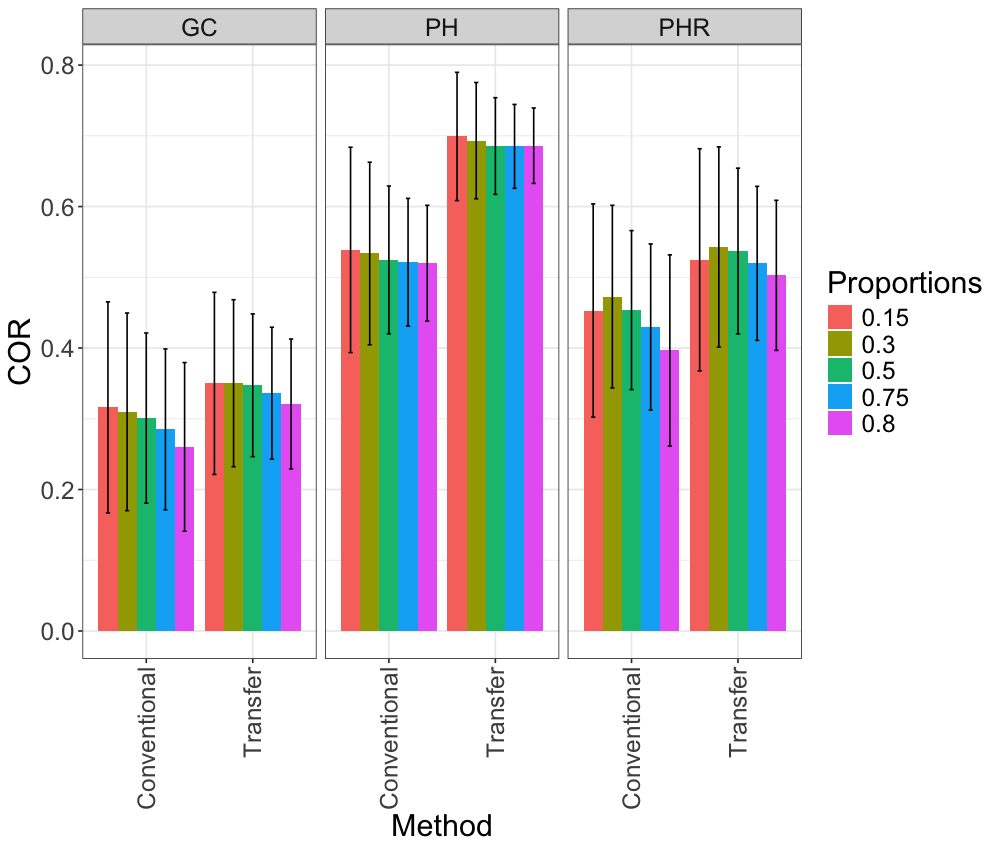 GC PH PHR
0.8
0.6
0.4
0.2
0.0
COR
Conventional Transfer Conventional Transfer Conventional Transfer
Method
Proportions
0.15
0.3
0.5
0.75
0.8